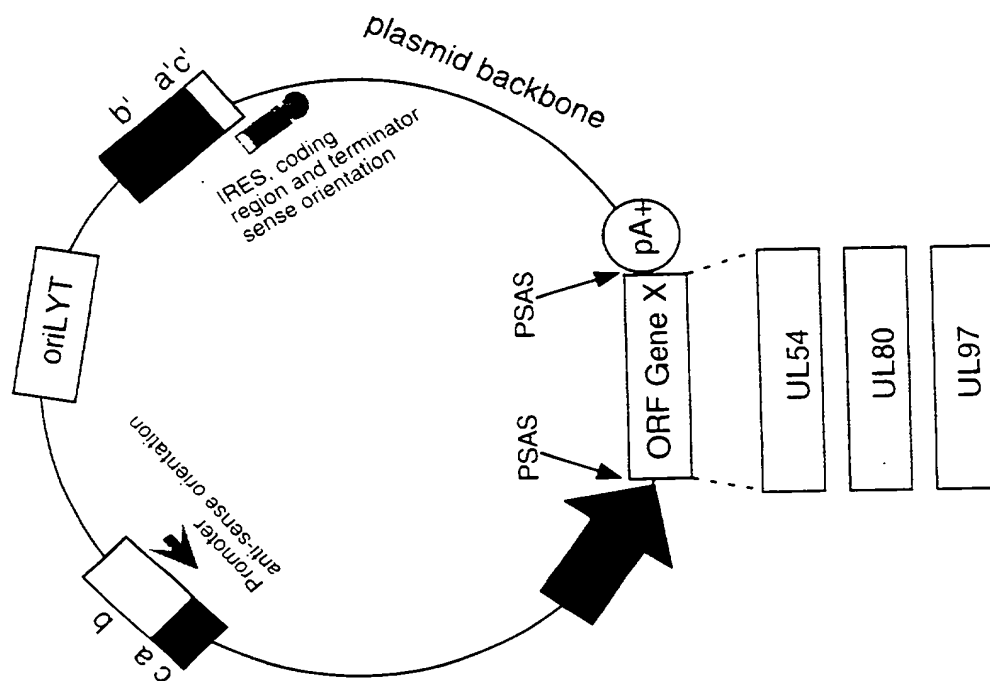 plasmid backbone
b' a'c'
IRES, coding
region and terminator
sense orientation
oriLYT
Promoter
anti-sense orientation
b
c a
PSAS
PSAS
ORF Gene X
pA+
UL54
UL80
UL97